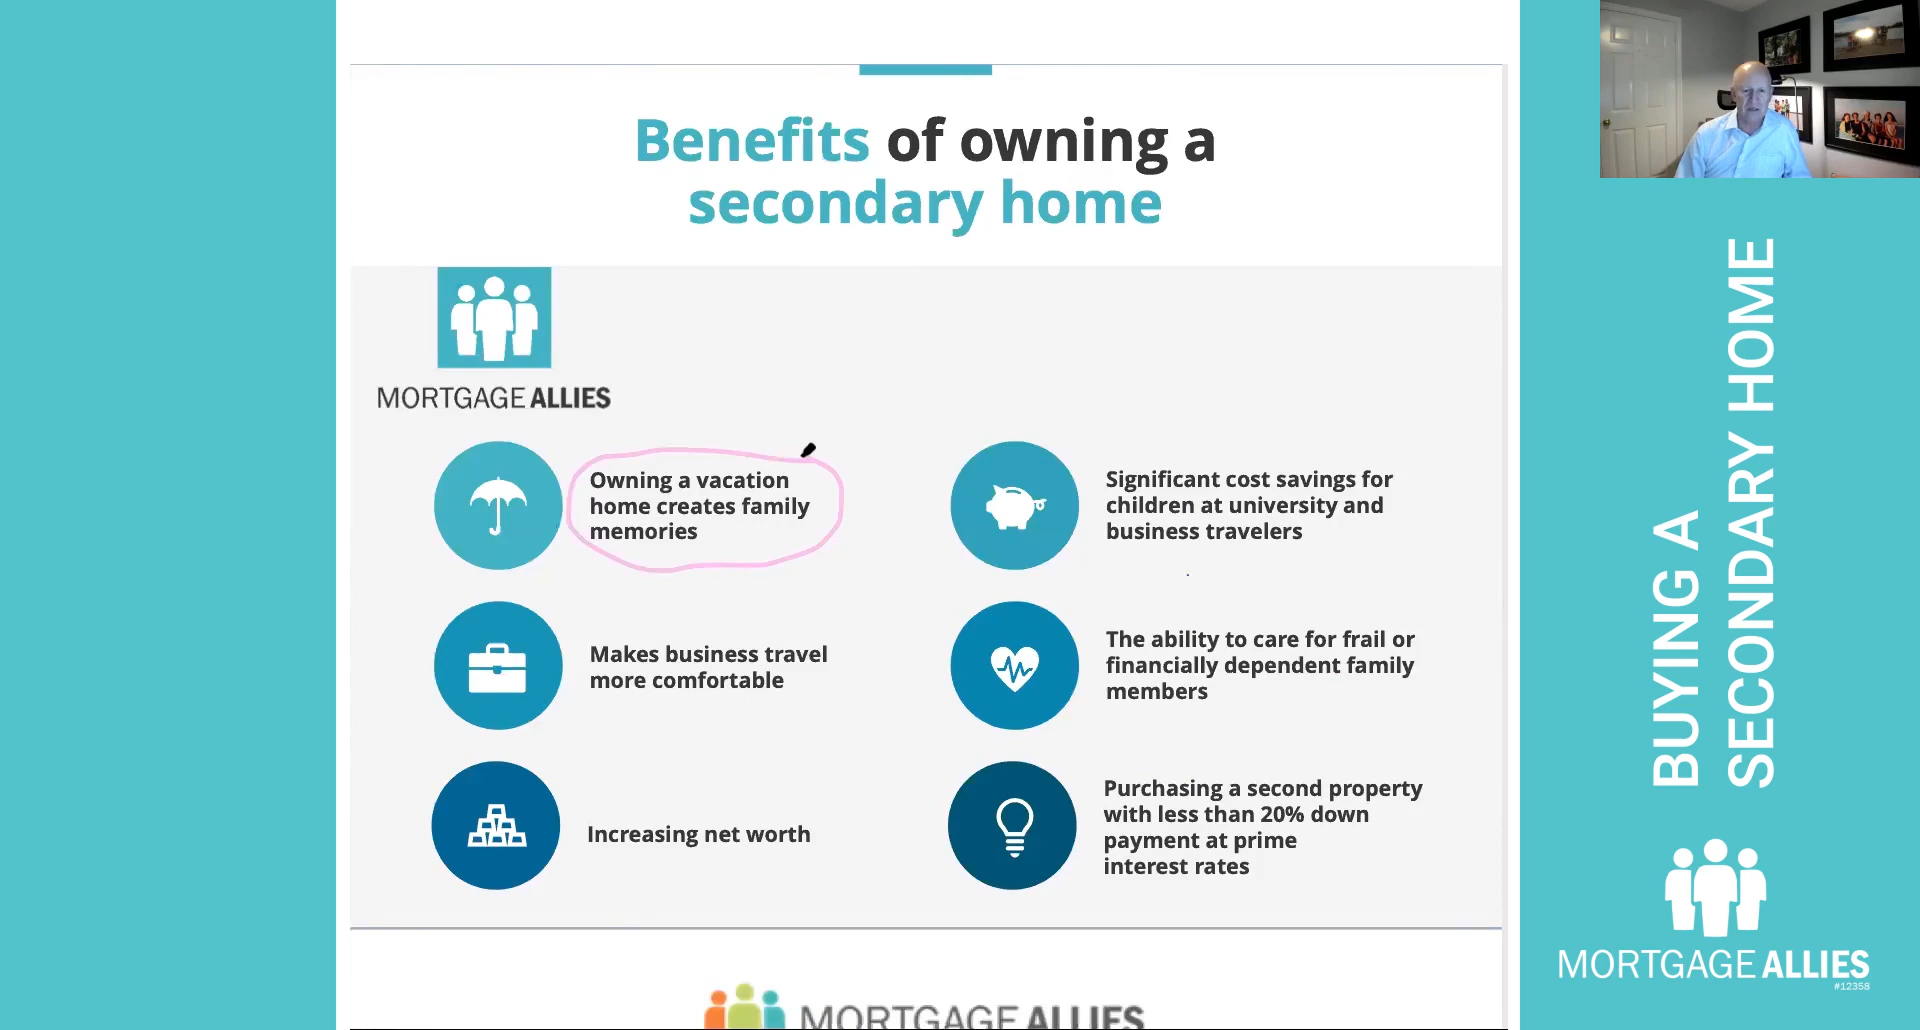 Benefits of owning a
secondary home
MORTGAGE ALLIES
Owning a vacation
home creates family
memories
Significant cost savings for
children at university and
business travelers
Makes business travel
more comfortable
The ability to care for frail or
financially dependent family
members
Increasing net worth
Purchasing a second property
with less than 20% down
payment at prime
interest rates
MORTGAGE ALLIES
BUYING A
SECONDARY HOME
MORTGAGE ALLIES
#12358